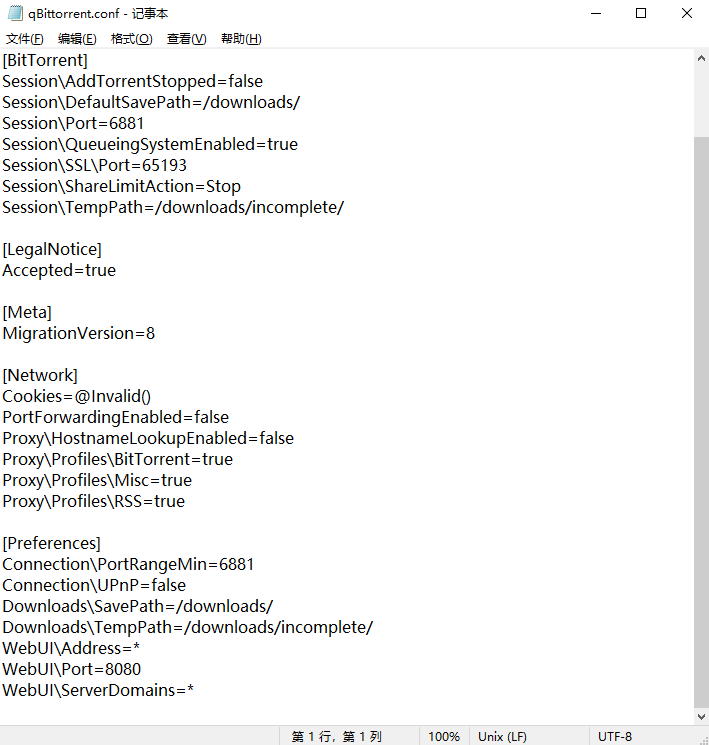 qBittorrent.conf - 记事本
文件(F) 编辑(E) 格式(O) 查看(V) 帮助(H)
[BitTorrent]
Session\AddTorrentStopped=false
Session\DefaultSavePath=/downloads/
Session\Port=6881
Session\QueueingSystemEnabled=true
Session\SSL\Port=65193
Session\ShareLimitAction=Stop
Session\TempPath=/downloads/incomplete/

[LegalNotice]
Accepted=true

[Meta]
MigrationVersion=8

[Network]
Cookies=@Invalid()
PortForwardingEnabled=false
Proxy\HostnameLookupEnabled=false
Proxy\Profiles\BitTorrent=true
Proxy\Profiles\Misc=true
Proxy\Profiles\RSS=true

[Preferences]
Connection\PortRangeMin=6881
Connection\UPnP=false
Downloads\SavePath=/downloads/
Downloads\TempPath=/downloads/incomplete/
WebUI\Address=*
WebUI\Port=8080
WebUI\ServerDomains=*
第 1 行，第 1 列 100% Unix (LF) UTF-8